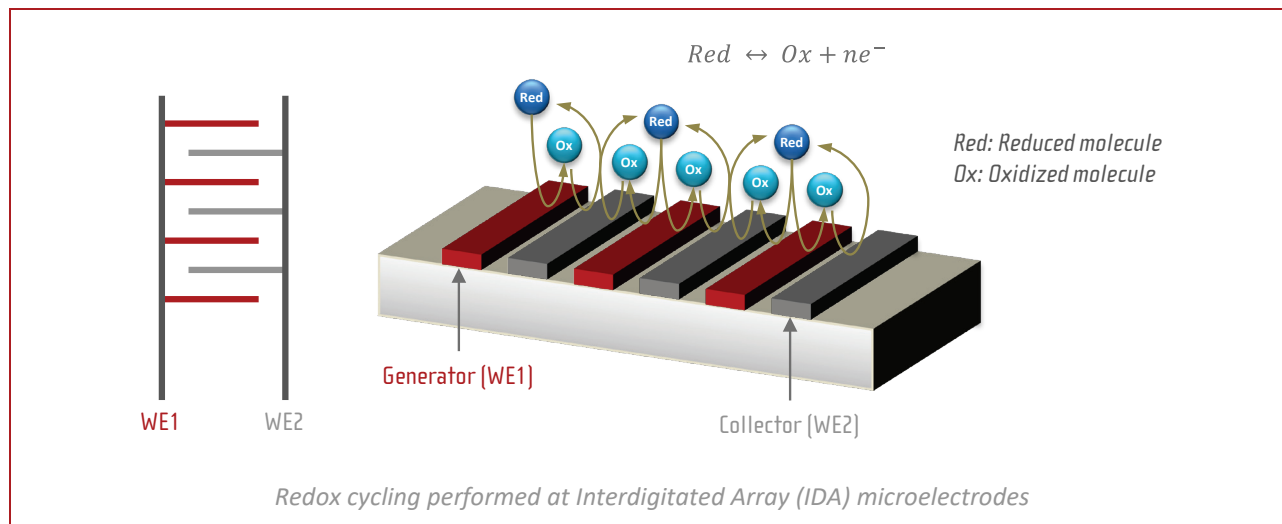 Red ↔ Ox + ne⁻
Red
Red
Red
Ox
Ox
Ox
Ox
Ox
Red: Reduced molecule
Ox: Oxidized molecule
Generator (WE1)
WE1
WE2
Collector (WE2)
Redox cycling performed at Interdigitated Array (IDA) microelectrodes